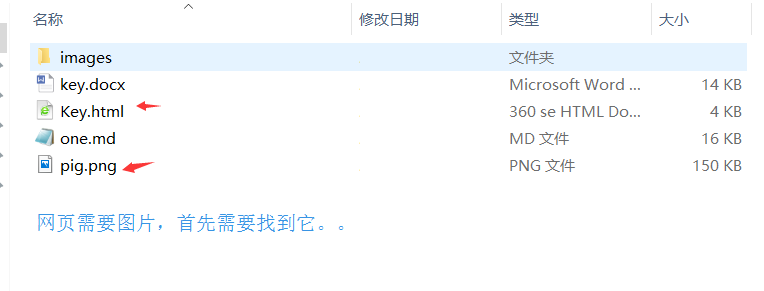 名称 修改日期 类型 大小
images 文件夹
key.docx Microsoft Word ... 14 KB
Key.html 360 se HTML Do... 4 KB
one.md MD 文件 16 KB
pig.png PNG 文件 150 KB
网页需要图片，首先需要找到它。。